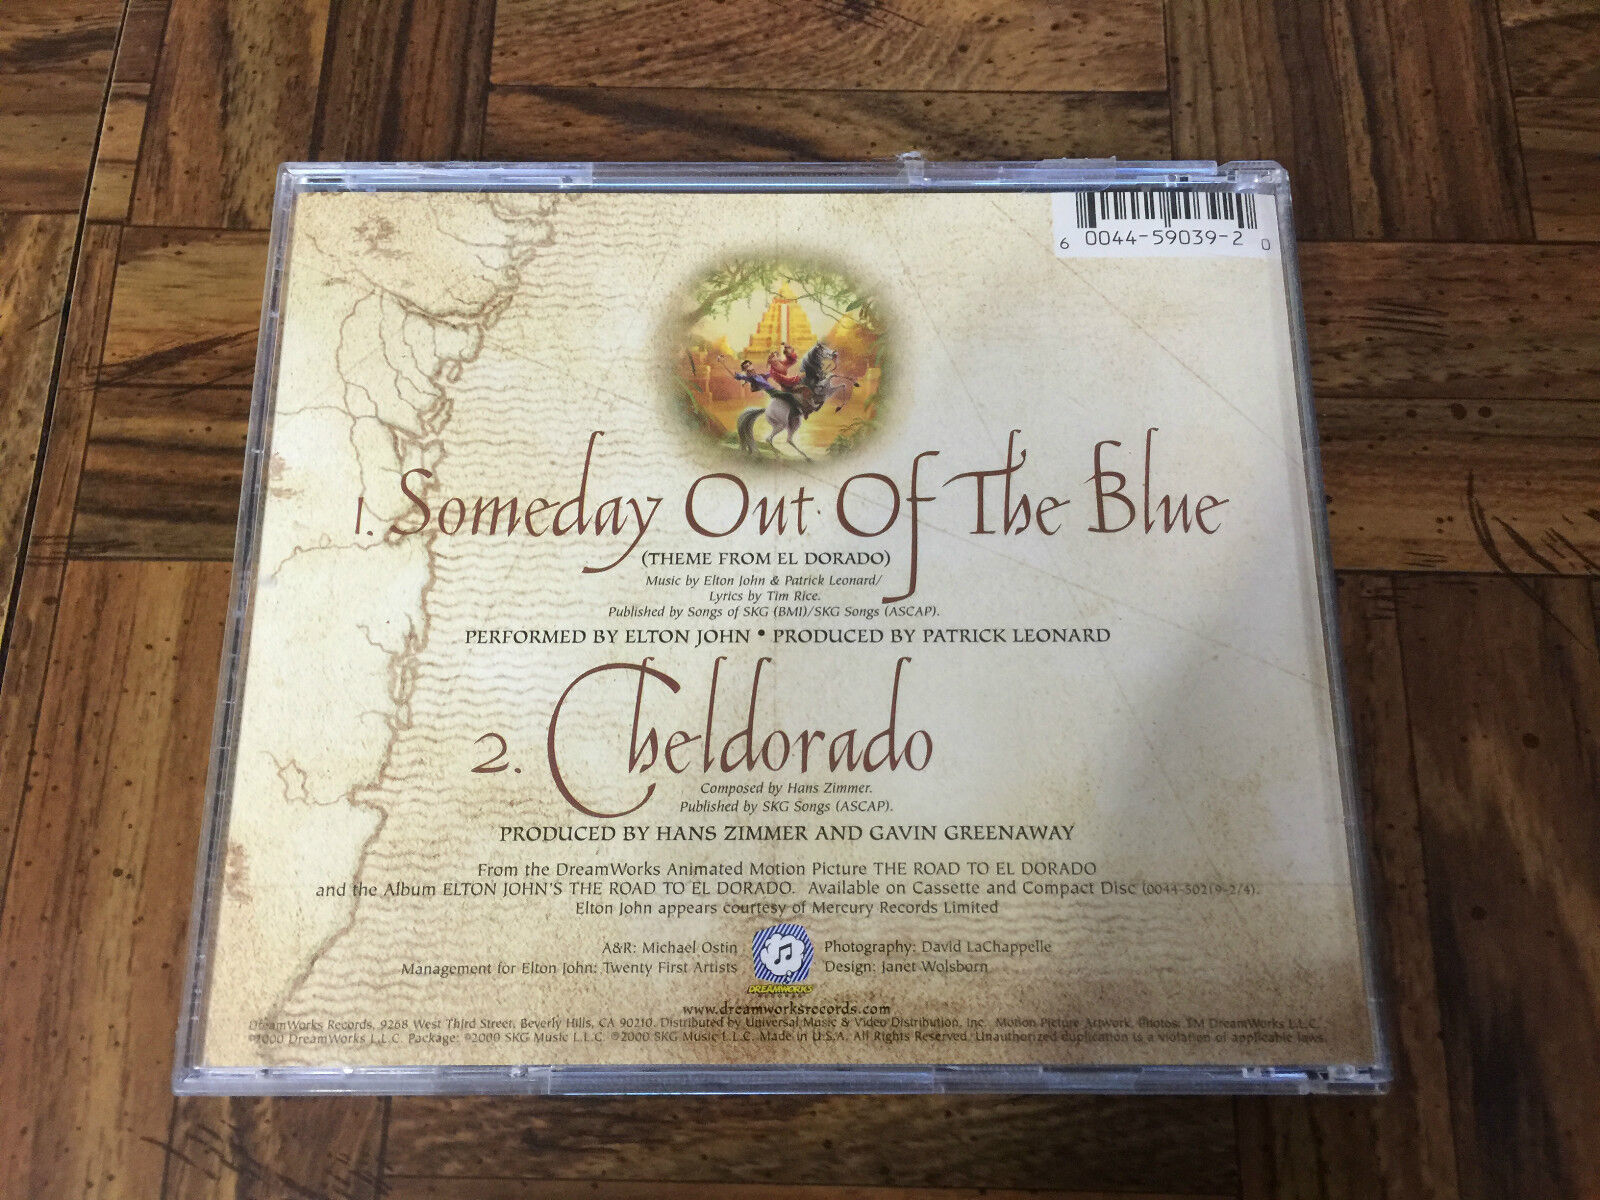 6 0044-59039-2 0
1. Someday Out Of The Blue
(THEME FROM EL DORADO)
Music by Elton John & Patrick Leonard/
Lyrics by Tim Rice.
Published by Songs of SKG (BMI)/SKG Songs (ASCAP).
PERFORMED BY ELTON JOHN • PRODUCED BY PATRICK LEONARD
2. Cheldorado
Composed by Hans Zimmer.
Published by SKG Songs (ASCAP).
PRODUCED BY HANS ZIMMER AND GAVIN GREENAWAY
From the DreamWorks Animated Motion Picture THE ROAD TO EL DORADO
and the Album ELTON JOHN'S THE ROAD TO EL DORADO. Available on Cassette and Compact Disc (0044-50219-2/4).
Elton John appears courtesy of Mercury Records Limited
A&R: Michael Ostin
Management for Elton John: Twenty First Artists
DREAMWORKS
RECORDS
Photography: David LaChappelle
Design: Janet Wolsborn
www.dreamworksrecords.com
DreamWorks Records, 9268 West Third Street, Beverly Hills, CA 90210. Distributed by Universal Music & Video Distribution, Inc. Motion Picture Artwork, Photos: TM DreamWorks L.L.C.
©2000 DreamWorks L.L.C. Package: ©2000 SKG Music L.L.C. ℗2000 SKG Music L.L.C. Made in U.S.A. All Rights Reserved. Unauthorized duplication is a violation of applicable laws.